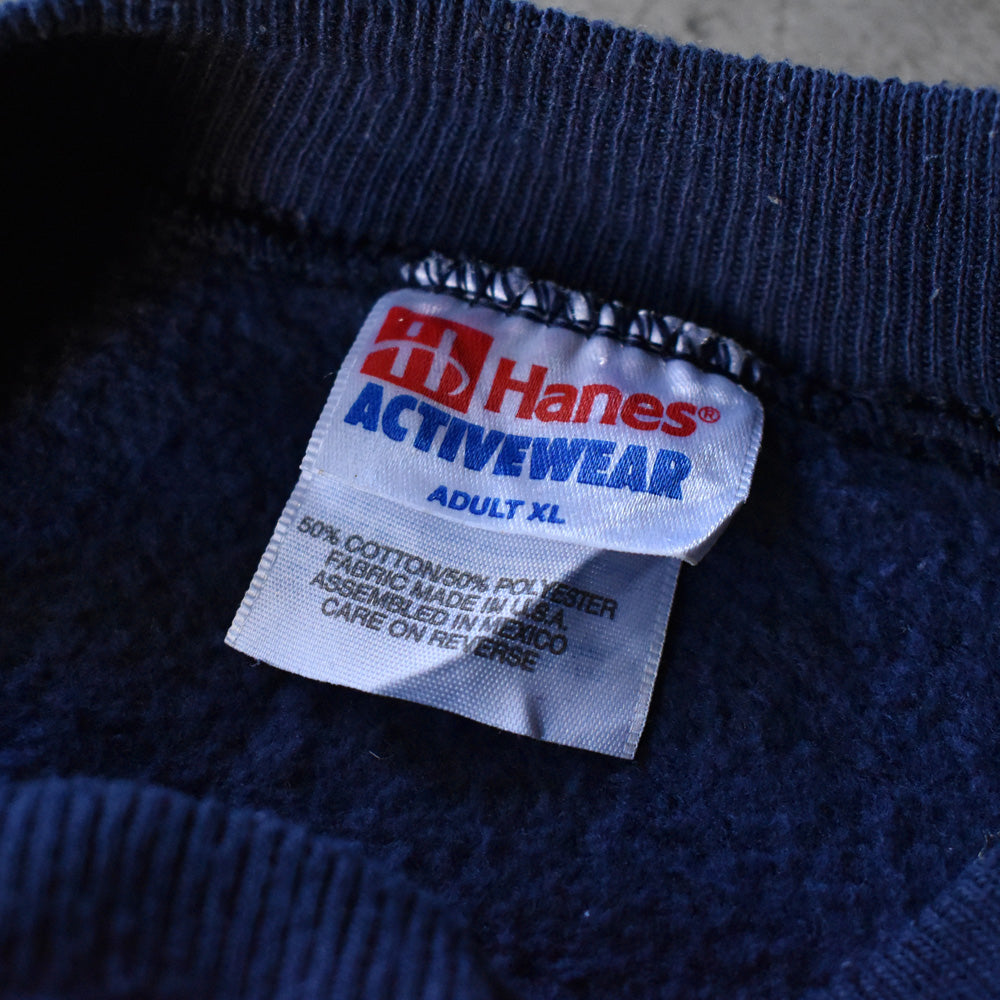 Hanes®
ACTIVEWEAR
ADULT XL
50% COTTON/50% POLYESTER
FABRIC MADE IN U.S.A.
ASSEMBLED IN MEXICO
CARE ON REVERSE